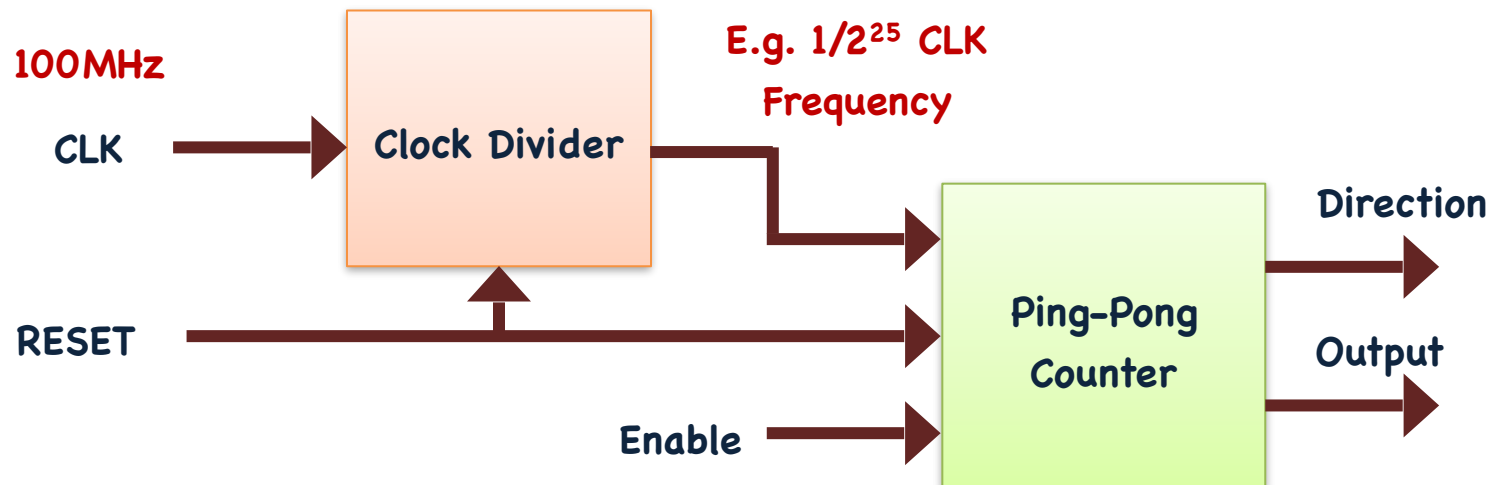 100MHz
CLK
Clock Divider
E.g. 1/2²⁵ CLK
Frequency
RESET
Enable
Ping-Pong
Counter
Direction
Output